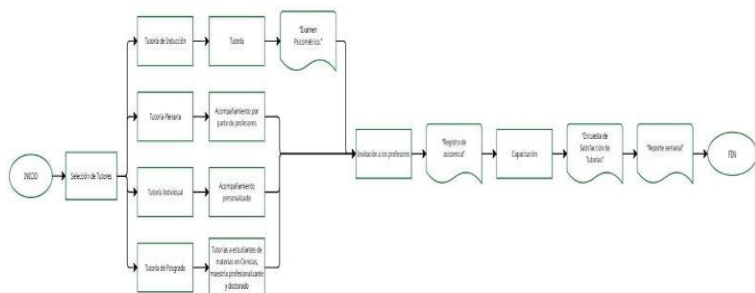 INICIO
Selección de Tutores
Tutoría de Inducción
Tutoría
"Examen
Psicométrico."
Tutoría Plenaria
Acompañamiento por
parte de profesores
Tutoría Individual
Acompañamiento
personalizado
Tutoría de Posgrado
Tutorías a estudiantes de
materias en Ciencias,
maestría profesionalizante
y doctorado
Invitación a los profesores
"Registro de
asistencia"
Capacitación
"Encuesta de
Satisfacción de
Tutorías"
"Reporte semanal"
FIN